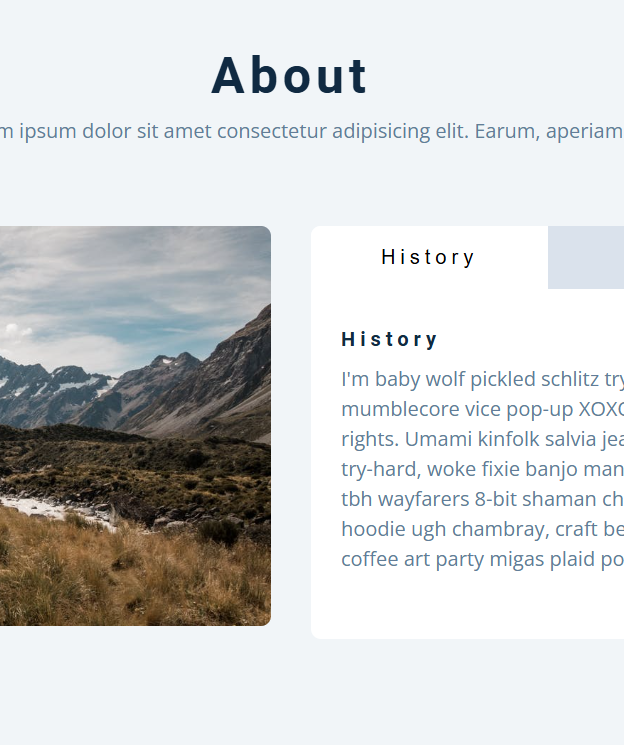 About
m ipsum dolor sit amet consectetur adipisicing elit. Earum, aperiam
History
History
I'm baby wolf pickled schlitz try
mumblecore vice pop-up XOXO
rights. Umami kinfolk salvia jea
try-hard, woke fixie banjo man
tbh wayfarers 8-bit shaman ch
hoodie ugh chambray, craft be
coffee art party migas plaid po